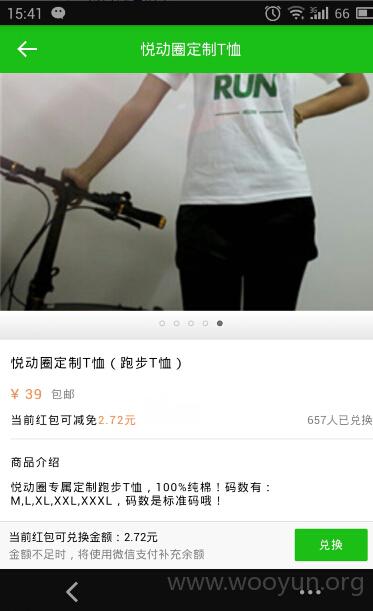 15:41
3G
66
悦动圈定制T恤
RUN
悦动圈定制T恤（跑步T恤）
¥ 39 包邮
当前红包可减免2.72元
657人已兑换
商品介绍
悦动圈专属定制跑步T恤，100%纯棉！码数有：
M,L,XL,XXL,XXXL，码数是标准码哦！
当前红包可兑换金额：2.72元
金额不足时，将使用微信支付补充余额
兑换
www.wooyun.org